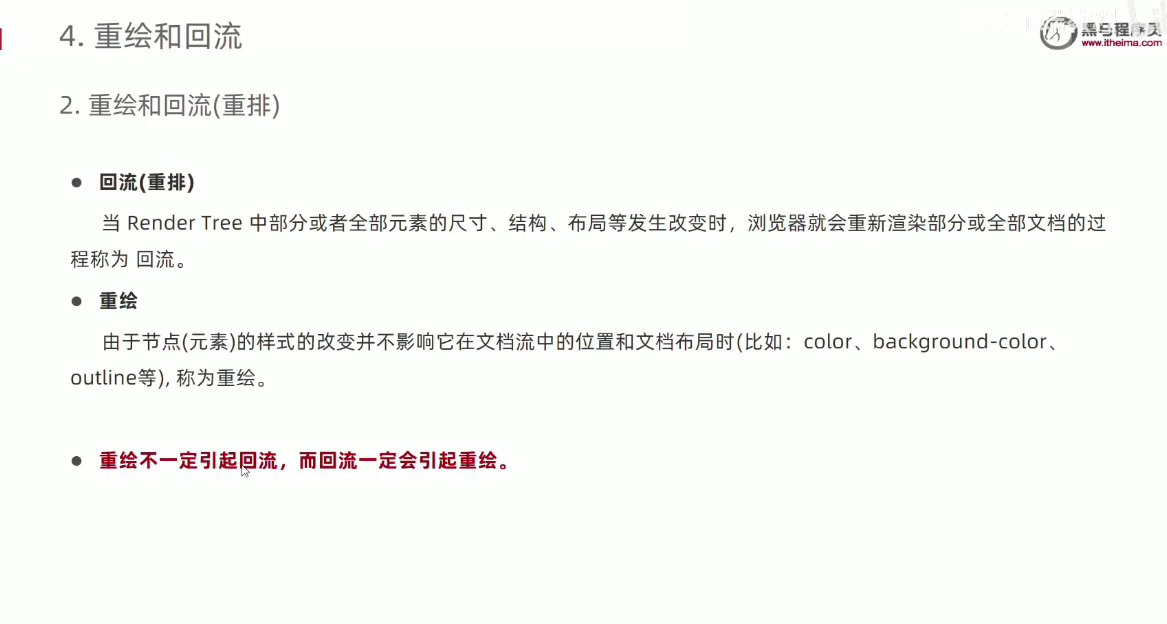 4. 重绘和回流
黑马程序员
www.itheima.com
2. 重绘和回流(重排)
● 回流(重排)
当 Render Tree 中部分或者全部元素的尺寸、结构、布局等发生改变时，浏览器就会重新渲染部分或全部文档的过
程称为 回流。
● 重绘
由于节点(元素)的样式的改变并不影响它在文档流中的位置和文档布局时(比如：color、background-color、
outline等), 称为重绘。
● 重绘不一定引起回流，而回流一定会引起重绘。